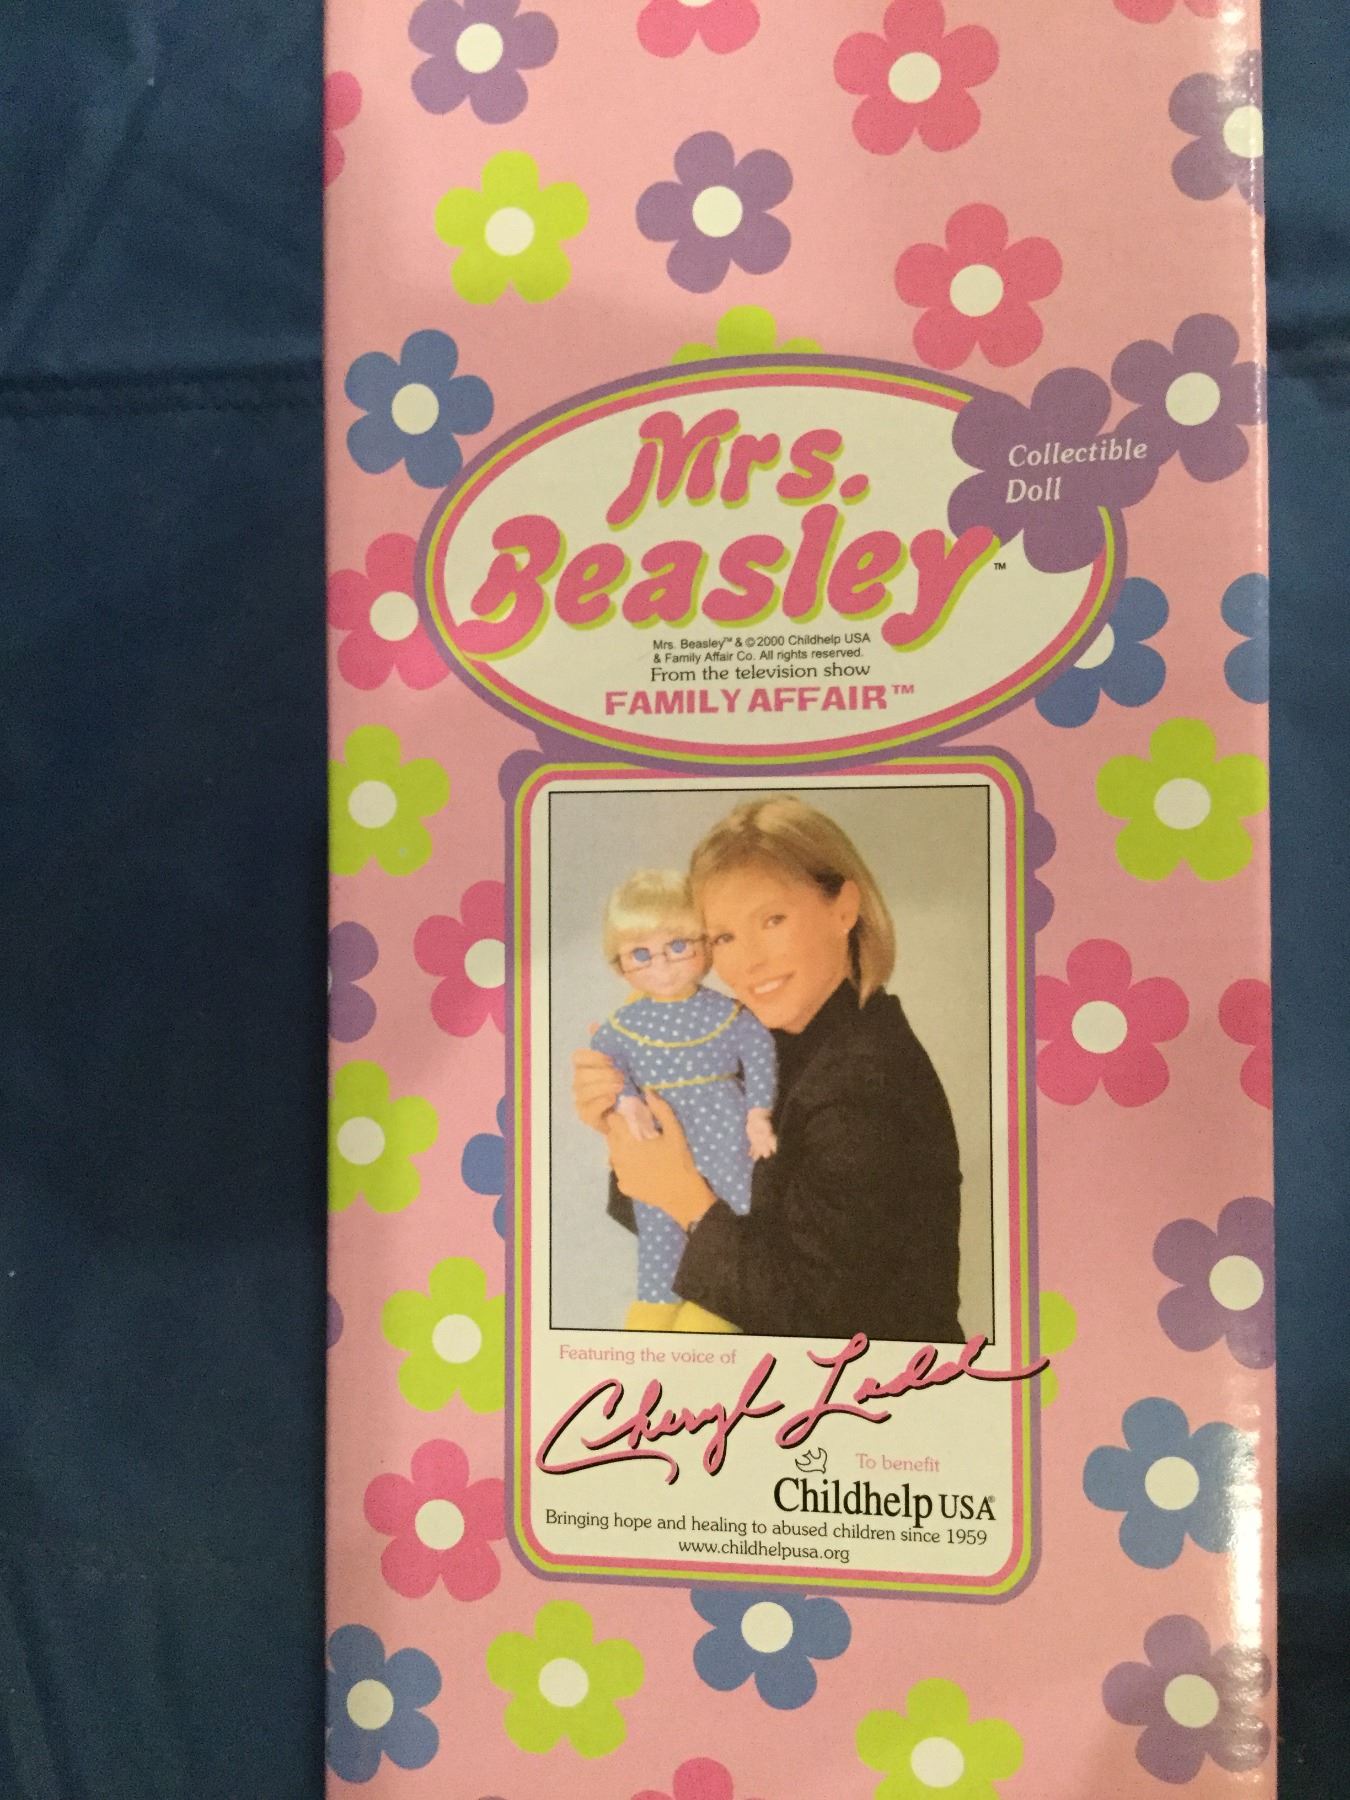 Mrs.
Beasley™
Collectible
Doll
Mrs. Beasley™ & ©2000 Childhelp USA
& Family Affair Co. All rights reserved.
From the television show
FAMILY AFFAIR™
Featuring the voice of
Cheryl Ladd
To benefit
Childhelp USA®
Bringing hope and healing to abused children since 1959
www.childhelpusa.org